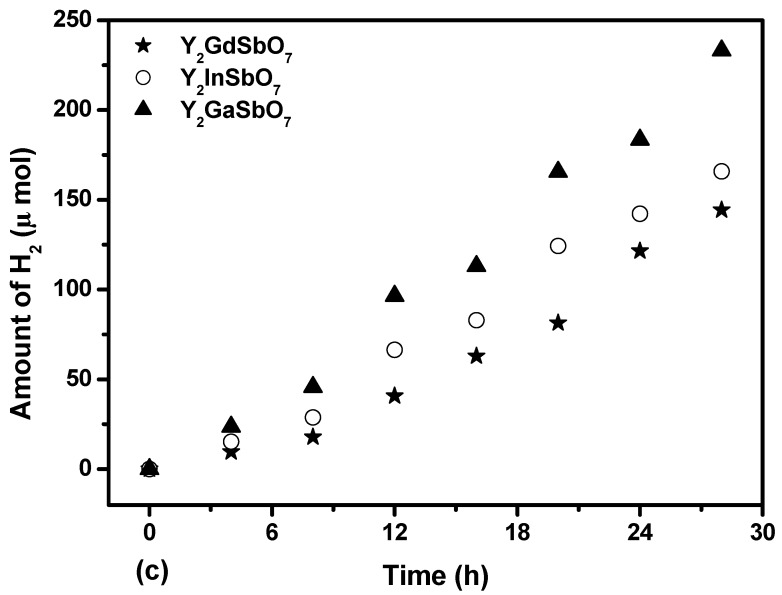 250
200
150
100
50
0
Amount of H₂ (μ mol)
Y₂GdSbO₇
Y₂InSbO₇
Y₂GaSbO₇
0 6 12 18 24 30
(c) Time (h)